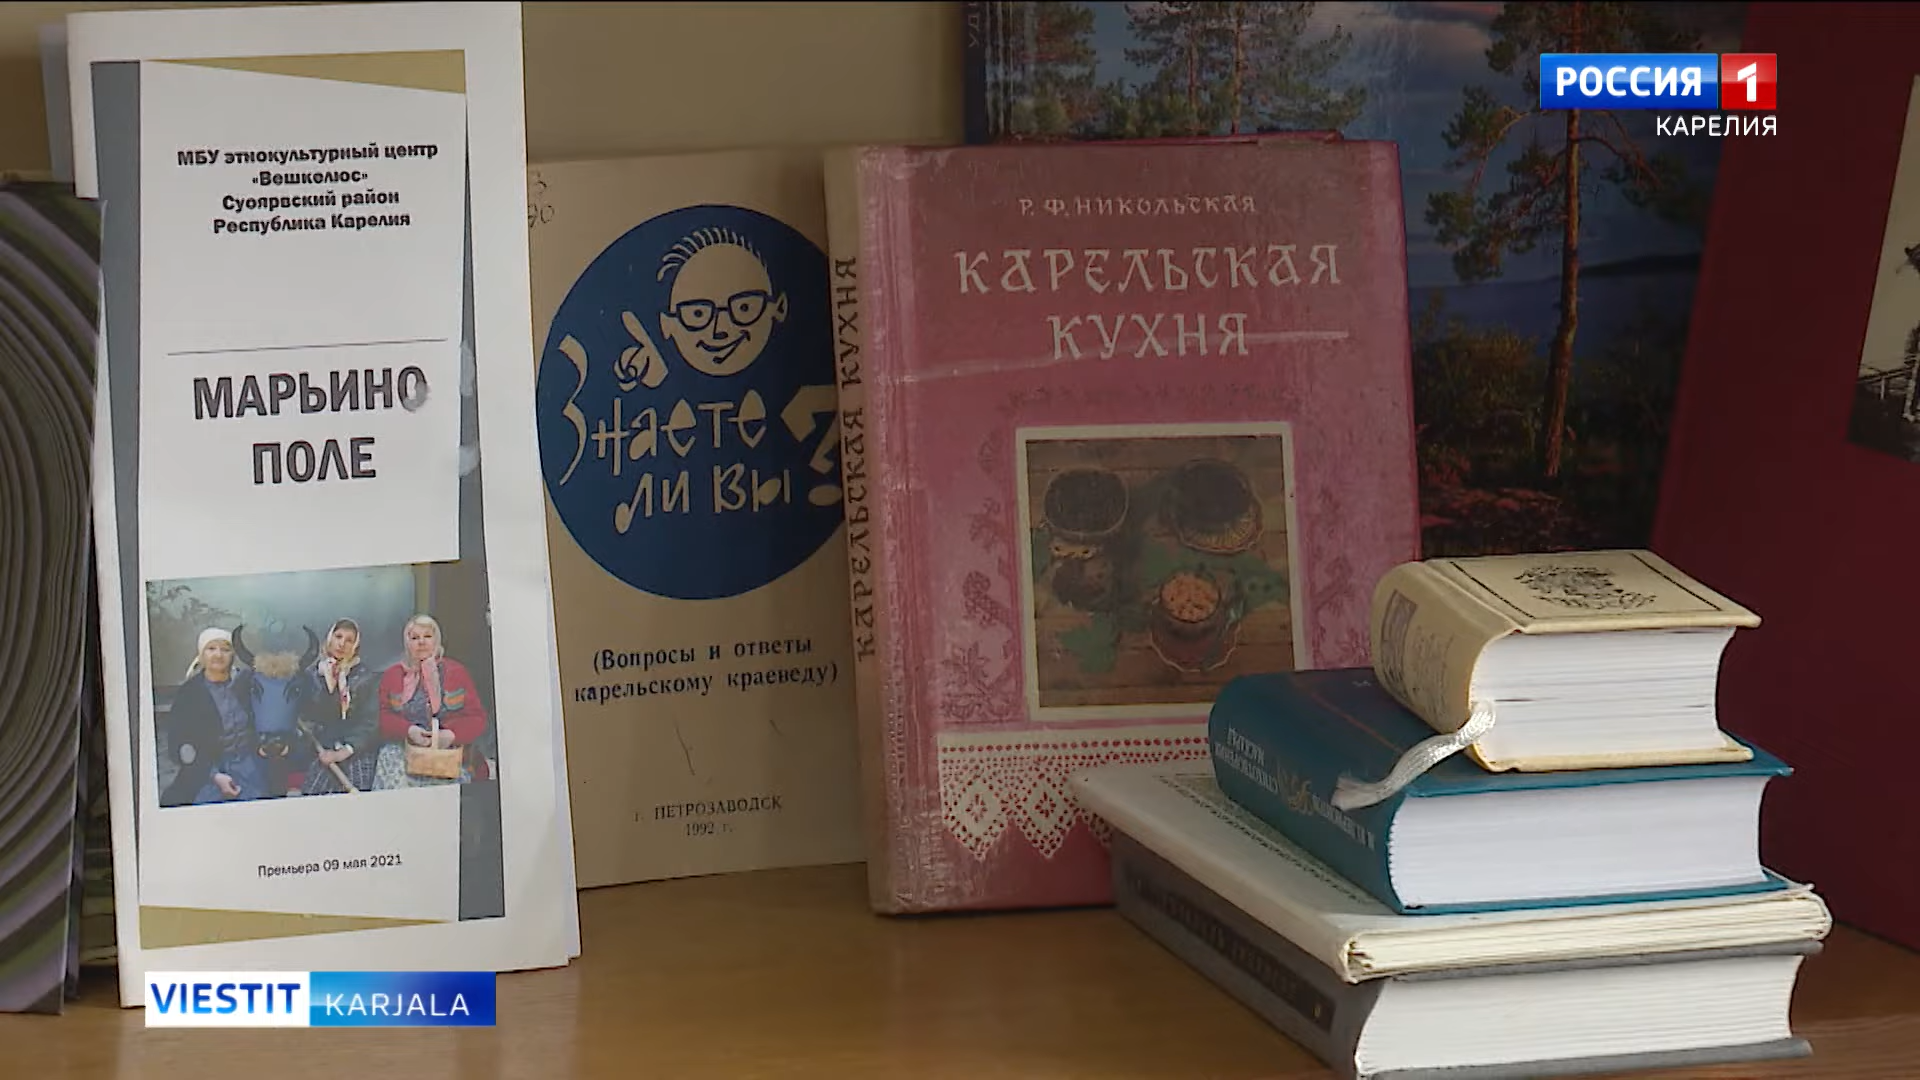 МБУ этнокультурный центр
«Вешкелюс»
Суоярвский район
Республика Карелия
МАРЬИНО
ПОЛЕ
Премьера 09 мая 2021
Знаете
ли вы?
(Вопросы и ответы
карельскому краеведу)
г. ПЕТРОЗАВОДСК
1992 г.
КАРЕЛЬСКАЯ КУХНЯ
Р. Ф. НИКОЛЬСКАЯ
КАРЕЛЬСКАЯ
КУХНЯ
РОССИЯ 1
КАРЕЛИЯ
VIESTIT KARJALA